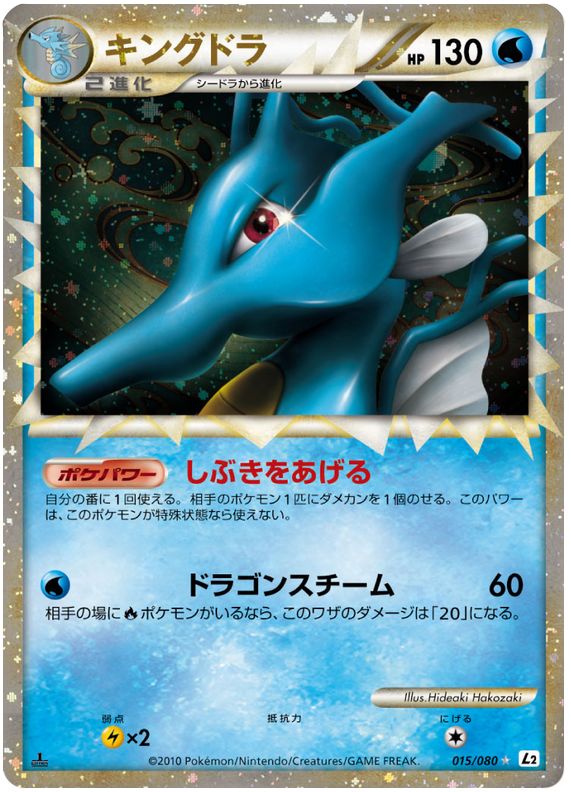 キングドラ HP 130
2進化 シードラから進化
ポケパワー しぶきをあげる
自分の番に1回使える。相手のポケモン1匹にダメカンを1個のせる。このパワー
は、このポケモンが特殊状態なら使えない。
ドラゴンスチーム 60
相手の場にポケモンがいるなら、このワザのダメージは「20」になる。
Illus.Hideaki Hakozaki
弱点 抵抗力 にげる
×2
©2010 Pokémon/Nintendo/Creatures/GAME FREAK.
015/080 L2
1